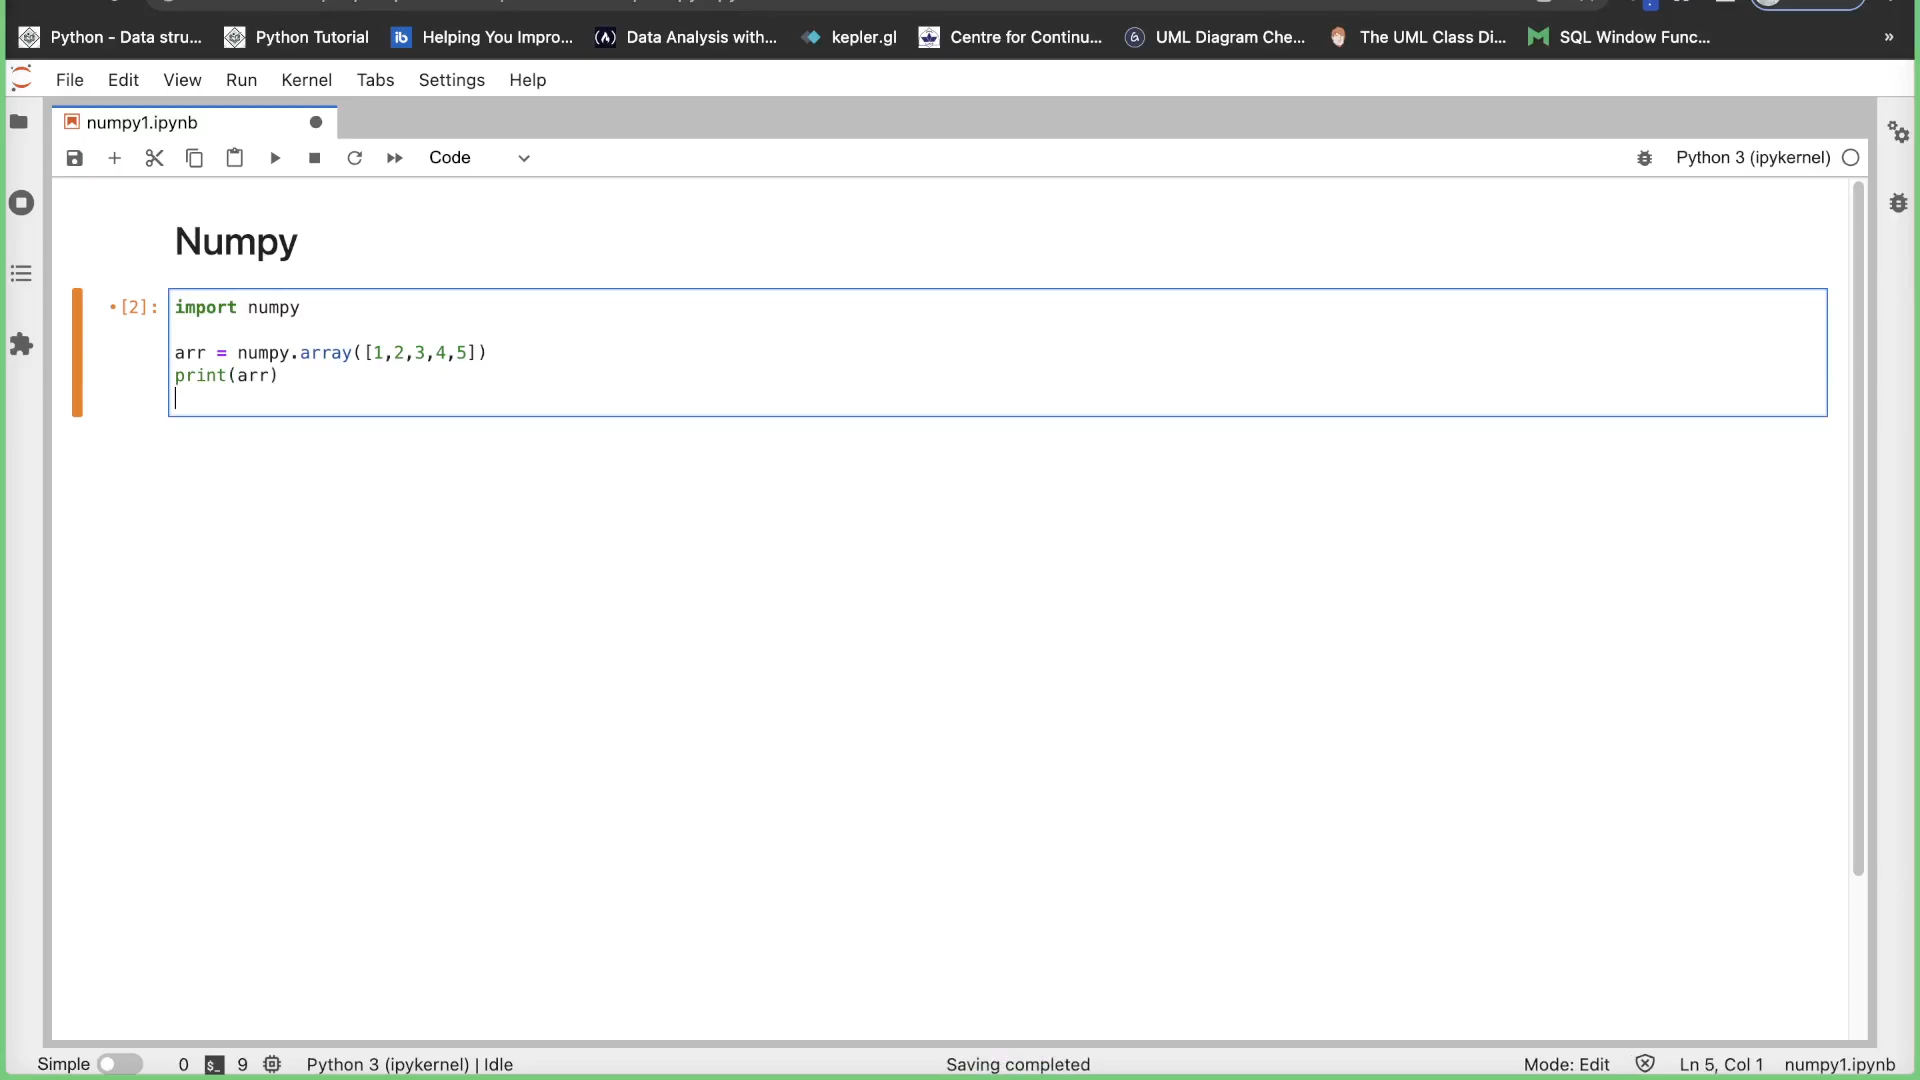 Python - Data stru... Python Tutorial ib Helping You Impro... Data Analysis with... kepler.gl Centre for Continu... UML Diagram Che... The UML Class Di... SQL Window Func... »
File Edit View Run Kernel Tabs Settings Help
numpy1.ipynb
Code Python 3 (ipykernel)
Numpy
[2]: import numpy
arr = numpy.array([1,2,3,4,5])
print(arr)
Simple 0 $_ 9 Python 3 (ipykernel) | Idle Saving completed Mode: Edit Ln 5, Col 1 numpy1.ipynb